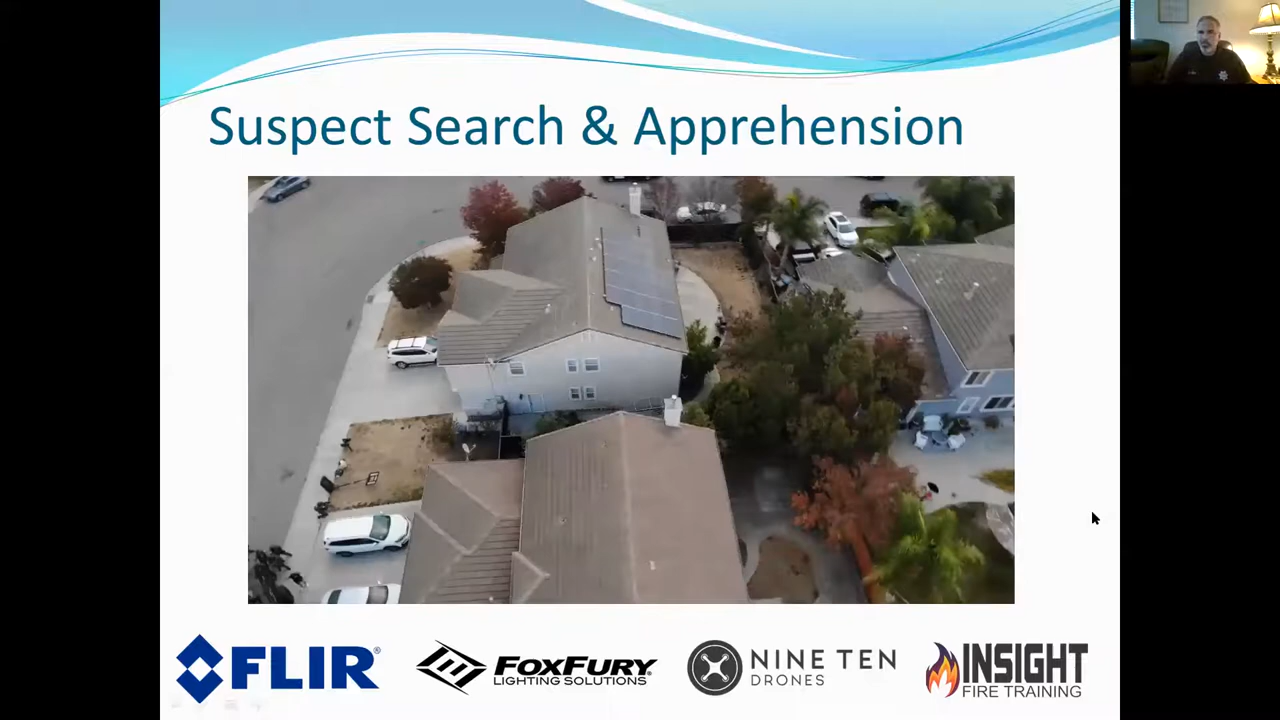 Suspect Search & Apprehension
FLIR®
FOXFURY
LIGHTING SOLUTIONS
NINE TEN
DRONES
INSIGHT
FIRE TRAINING